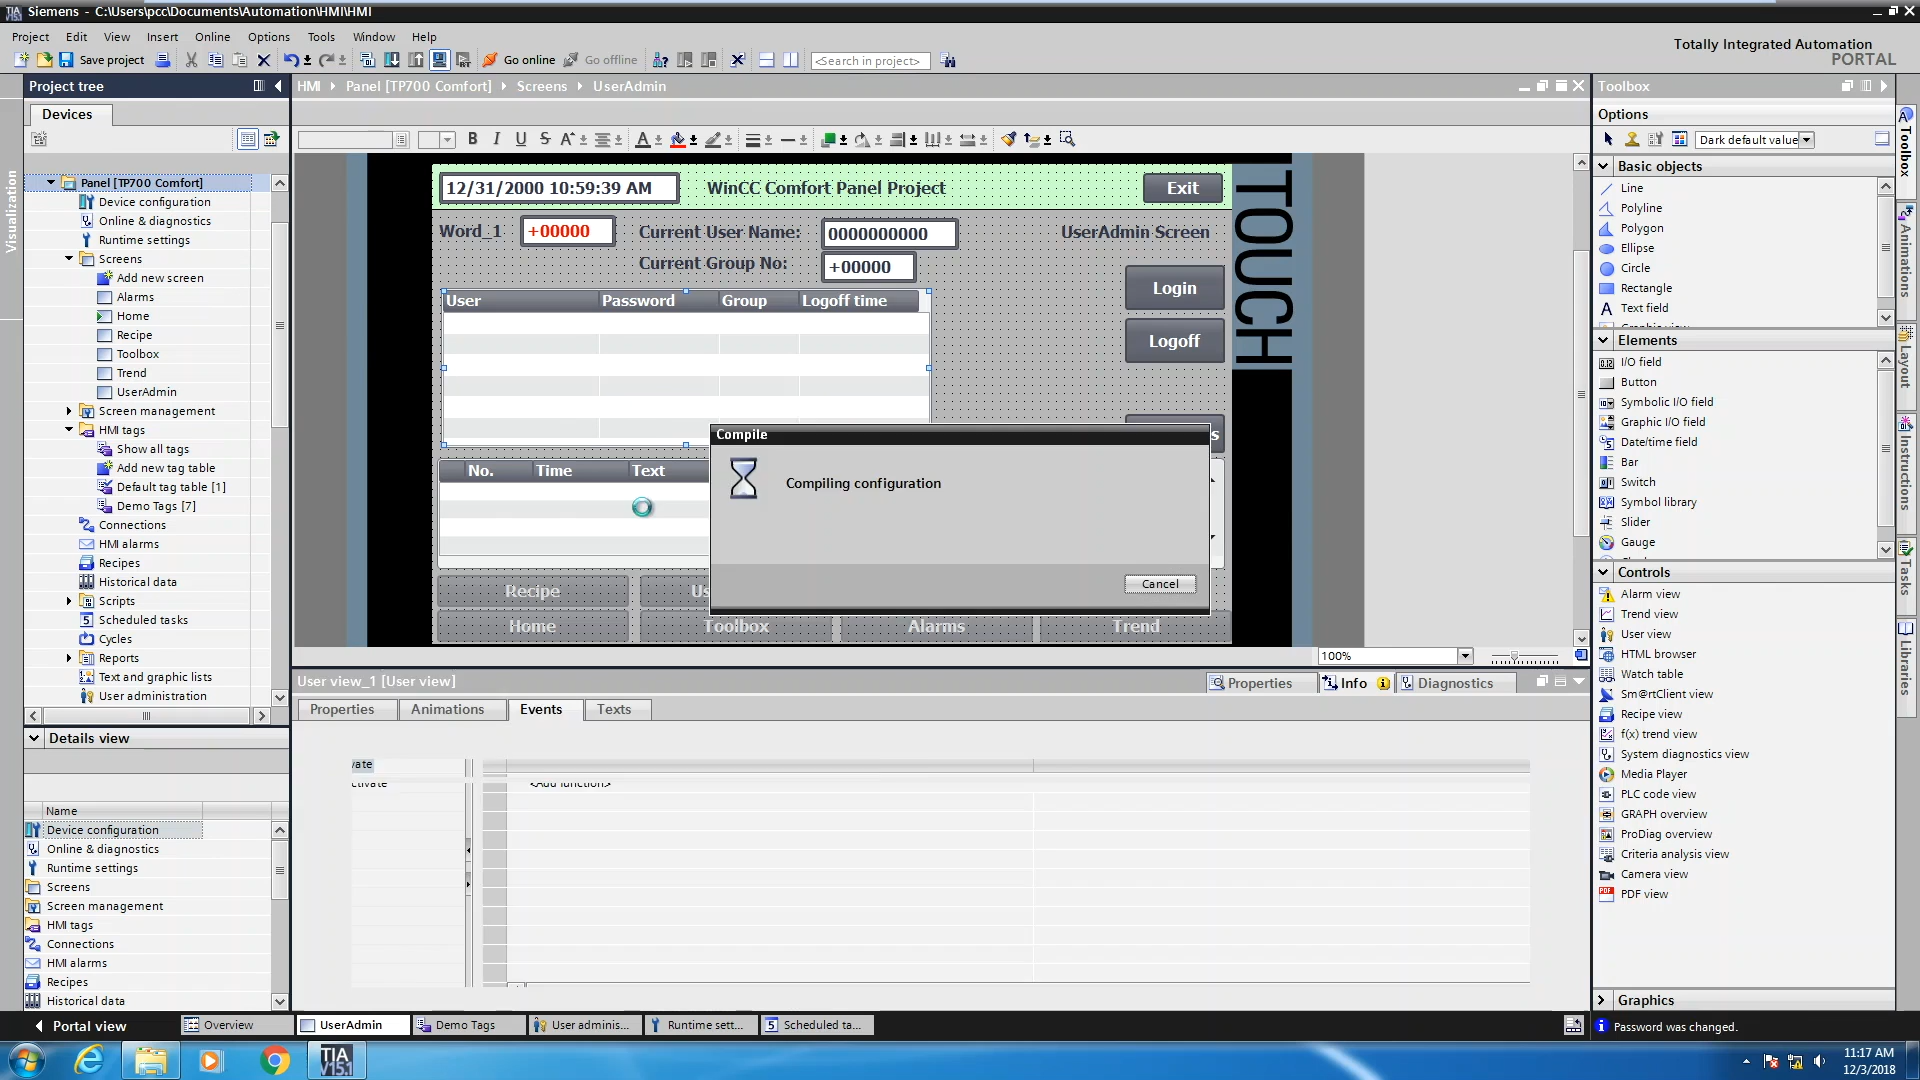 Siemens - C:\Users\pcc\Documents\Automation\HMI\HMI
Project Edit View Insert Online Options Tools Window Help
Totally Integrated Automation
PORTAL
Save project Go online Go offline <Search in project>
Project tree
HMI Panel [TP700 Comfort] Screens UserAdmin
Toolbox
Devices
Options
Dark default value
Visualization
Panel [TP700 Comfort]
Device configuration
Online & diagnostics
Runtime settings
Screens
Add new screen
Alarms
Home
Recipe
Toolbox
Trend
UserAdmin
Screen management
HMI tags
Show all tags
Add new tag table
Default tag table [1]
Demo Tags [7]
Connections
HMI alarms
Recipes
Historical data
Scripts
Scheduled tasks
Cycles
Reports
Text and graphic lists
User administration
Details view
Name
Device configuration
Online & diagnostics
Runtime settings
Screens
Screen management
HMI tags
Connections
HMI alarms
Recipes
Historical data
12/31/2000 10:59:39 AM WinCC Comfort Panel Project Exit
TOUCH
Word_1 +00000 Current User Name: 0000000000 UserAdmin Screen
Current Group No: +00000
Login
Logoff
User Password Group Logoff time
s
No. Time Text
Compile
Compiling configuration
Cancel
Recipe Us
Home Toolbox Alarms Trend
100%
User view_1 [User view]
Properties Info Diagnostics
Properties Animations Events Texts
vate
ctivate <Add function>
Basic objects
Line
Polyline
Polygon
Ellipse
Circle
Rectangle
Text field
Elements
I/O field
Button
Symbolic I/O field
Graphic I/O field
Date/time field
Bar
Switch
Symbol library
Slider
Gauge
Controls
Alarm view
Trend view
User view
HTML browser
Watch table
Sm@rtClient view
Recipe view
f(x) trend view
System diagnostics view
Media Player
PLC code view
GRAPH overview
ProDiag overview
Criteria analysis view
Camera view
PDF view
Graphics
Toolbox
Animations
Layout
Instructions
Tasks
Libraries
Portal view Overview UserAdmin Demo Tags User adminis... Runtime sett... Scheduled ta...
Password was changed.
TIA V15.1
11:17 AM
12/3/2018